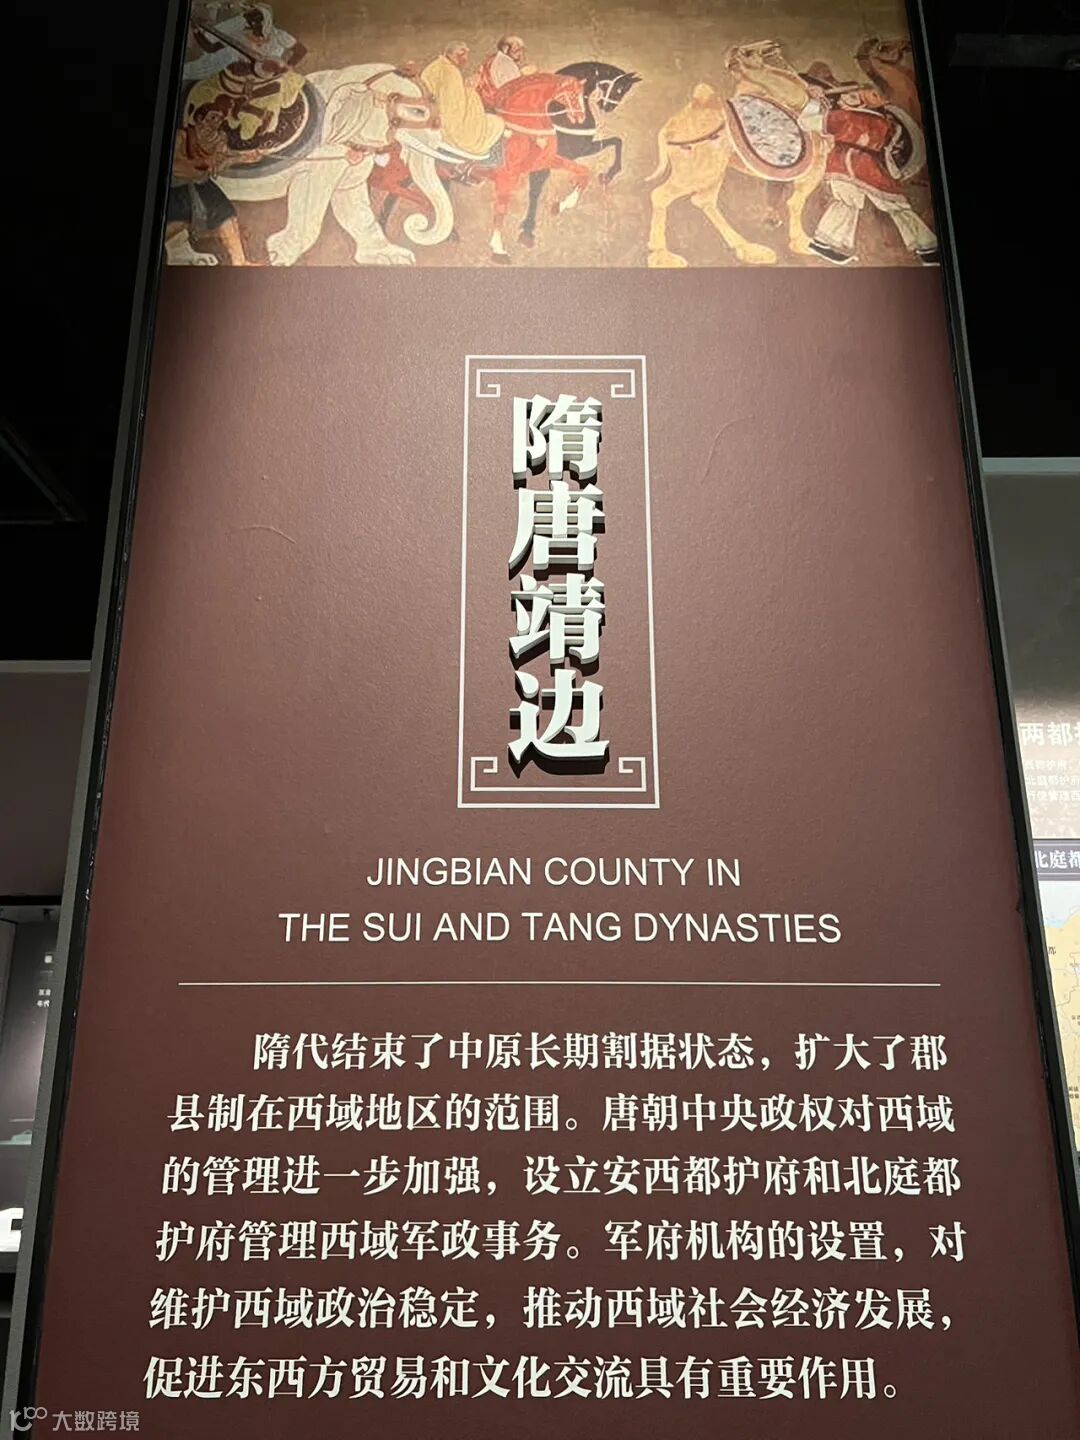 隋唐靖边
JINGBIAN COUNTY IN
THE SUI AND TANG DYNASTIES
隋代结束了中原长期割据状态，扩大了郡
县制在西域地区的范围。唐朝中央政权对西域
的管理进一步加强，设立安西都护府和北庭都
护府管理西域军政事务。军府机构的设置，对
维护西域政治稳定，推动西域社会经济发展，
促进东西方贸易和文化交流具有重要作用。
两都护
北庭都
大数跨境